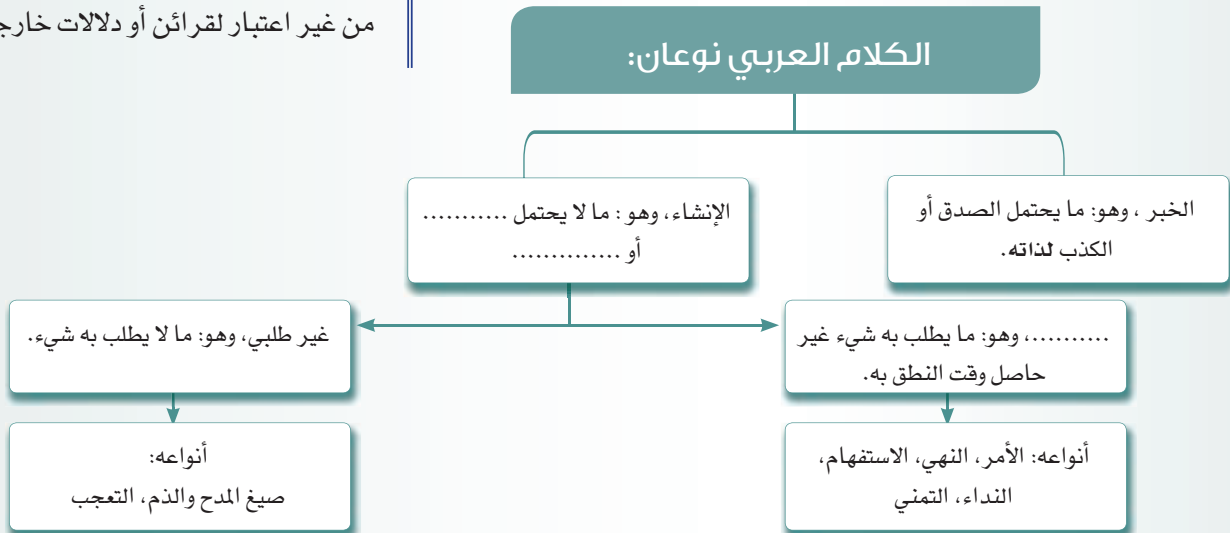 من غير اعتبار لقرائن أو دلالات
الكلام العربي نوعان:
الخبر ، وهو: ما يحتمل الصدق أو
الكذب لذاته.
الإنشاء، وهو : ما لا يحتمل ...........
أو ..............
..........، وهو: ما يطلب به شيء غير
حاصل وقت النطق به.
غير طلبي، وهو: ما لا يطلب به شيء.
أنواعه: الأمر، النهي، الاستفهام،
النداء، التمني
أنواعه:
صيغ المدح والذم، التعجب